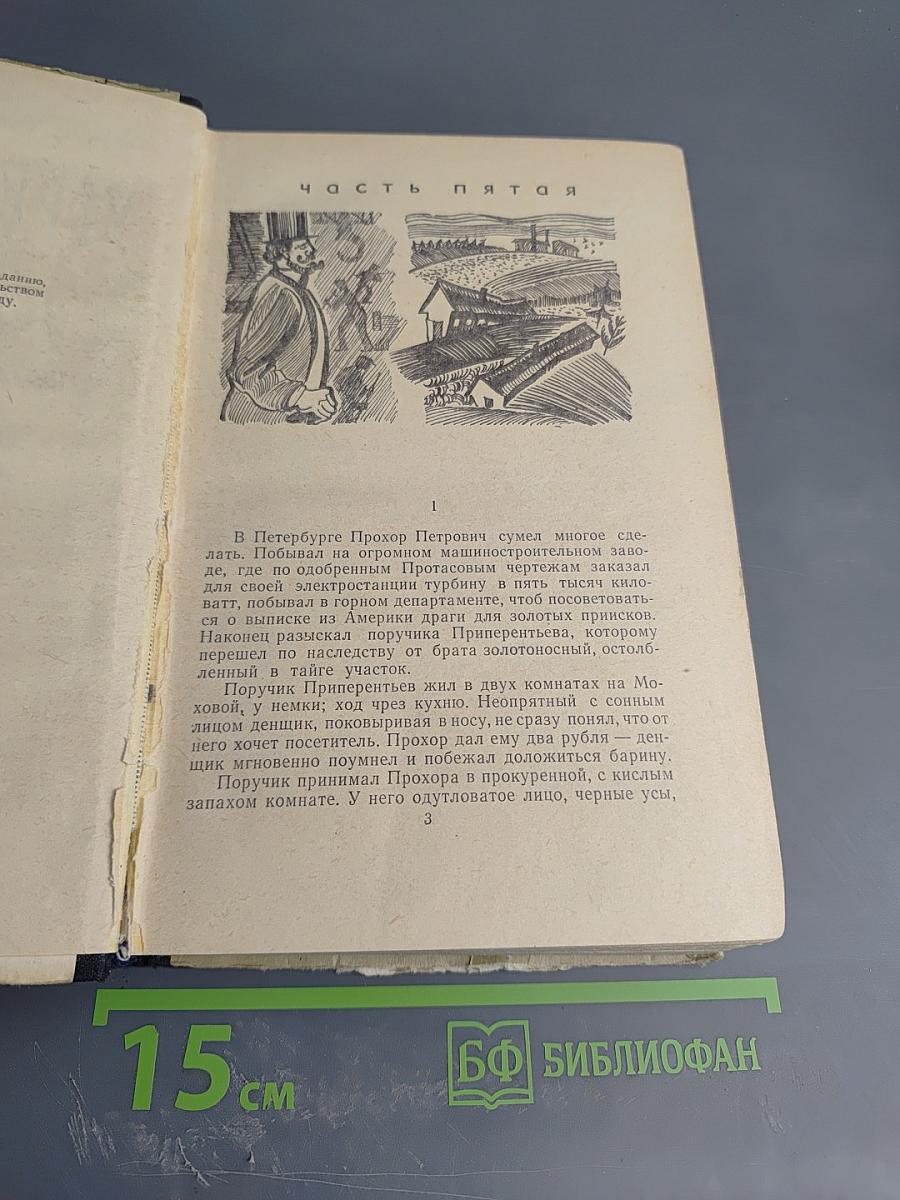 данию,
ьством
ду.
ЧАСТЬ ПЯТАЯ
1
В Петербурге Прохор Петрович сумел многое сде-
лать. Побывал на огромном машиностроительном заво-
де, где по одобренным Протасовым чертежам заказал
для своей электростанции турбину в пять тысяч кило-
ватт, побывал в горном департаменте, чтоб посоветовать-
ся о выписке из Америки драги для золотых приисков.
Наконец разыскал поручика Приперентьева, которому
перешел по наследству от брата золотоносный, остолб-
ленный в тайге участок.
Поручик Приперентьев жил в двух комнатах на Мо-
ховой, у немки; ход чрез кухню. Неопрятный с сонным
лицом денщик, поковыривая в носу, не сразу понял, что от
него хочет посетитель. Прохор дал ему два рубля — ден-
щик мгновенно поумнел и побежал доложиться барину.
Поручик принимал Прохора в прокуренной, с кислым
запахом комнате. У него одутловатое лицо, черные усы,
3
15 см
БФ БИБЛИОФАН